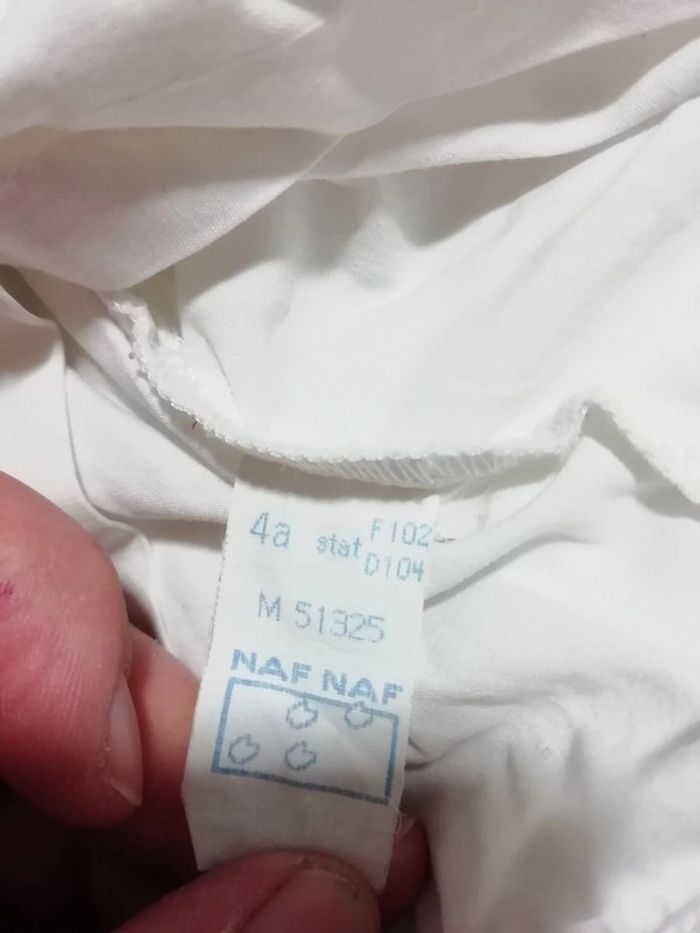 4a stat F102
D104
M 51325
NAF NAF